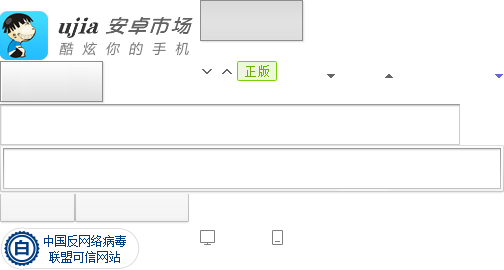 ujia 安卓市场
酷炫你的手机
正版
白
中国反网络病毒
联盟可信网站